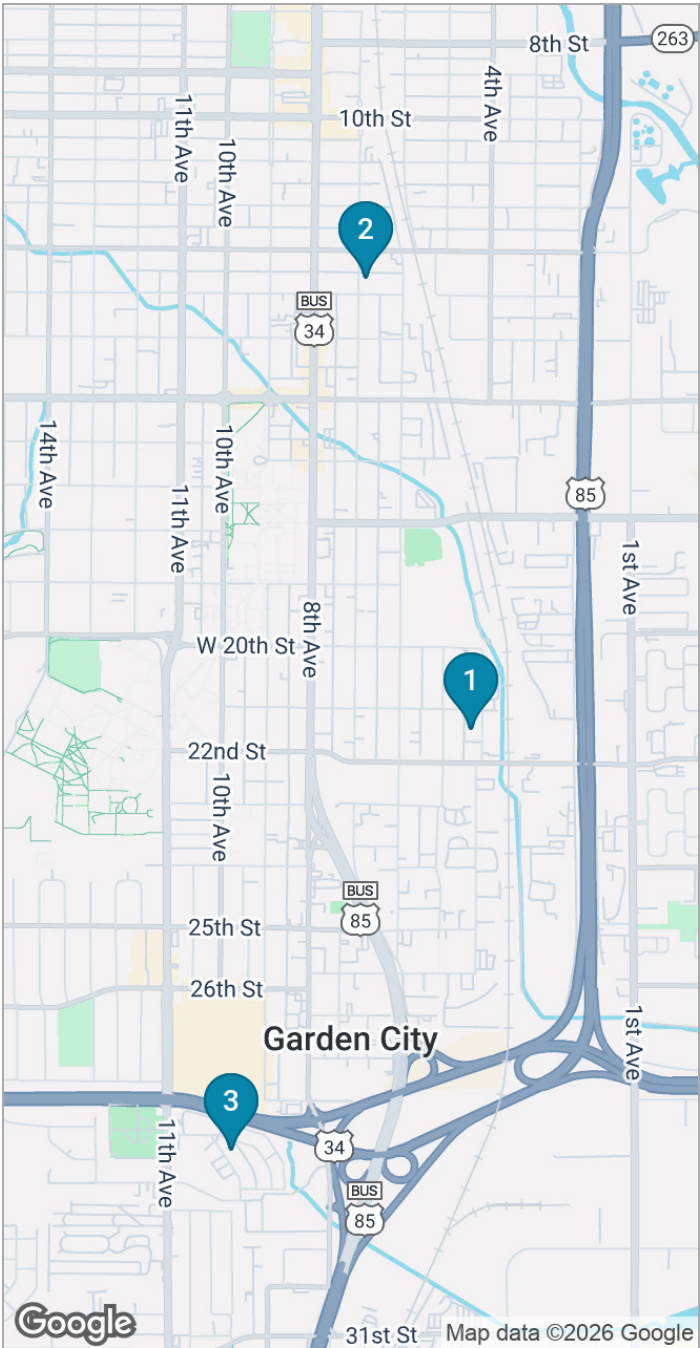 8th St
263
4th Ave
11th Ave
10th St
10th Ave
2
BUS
34
14th Ave
10th Ave
11th Ave
85
1st Ave
8th Ave
W 20th St
1
22nd St
10th Ave
BUS
85
25th St
26th St
1st Ave
Garden City
3
11th Ave
34
BUS
85
Google
31st St
Map data ©2026 Google